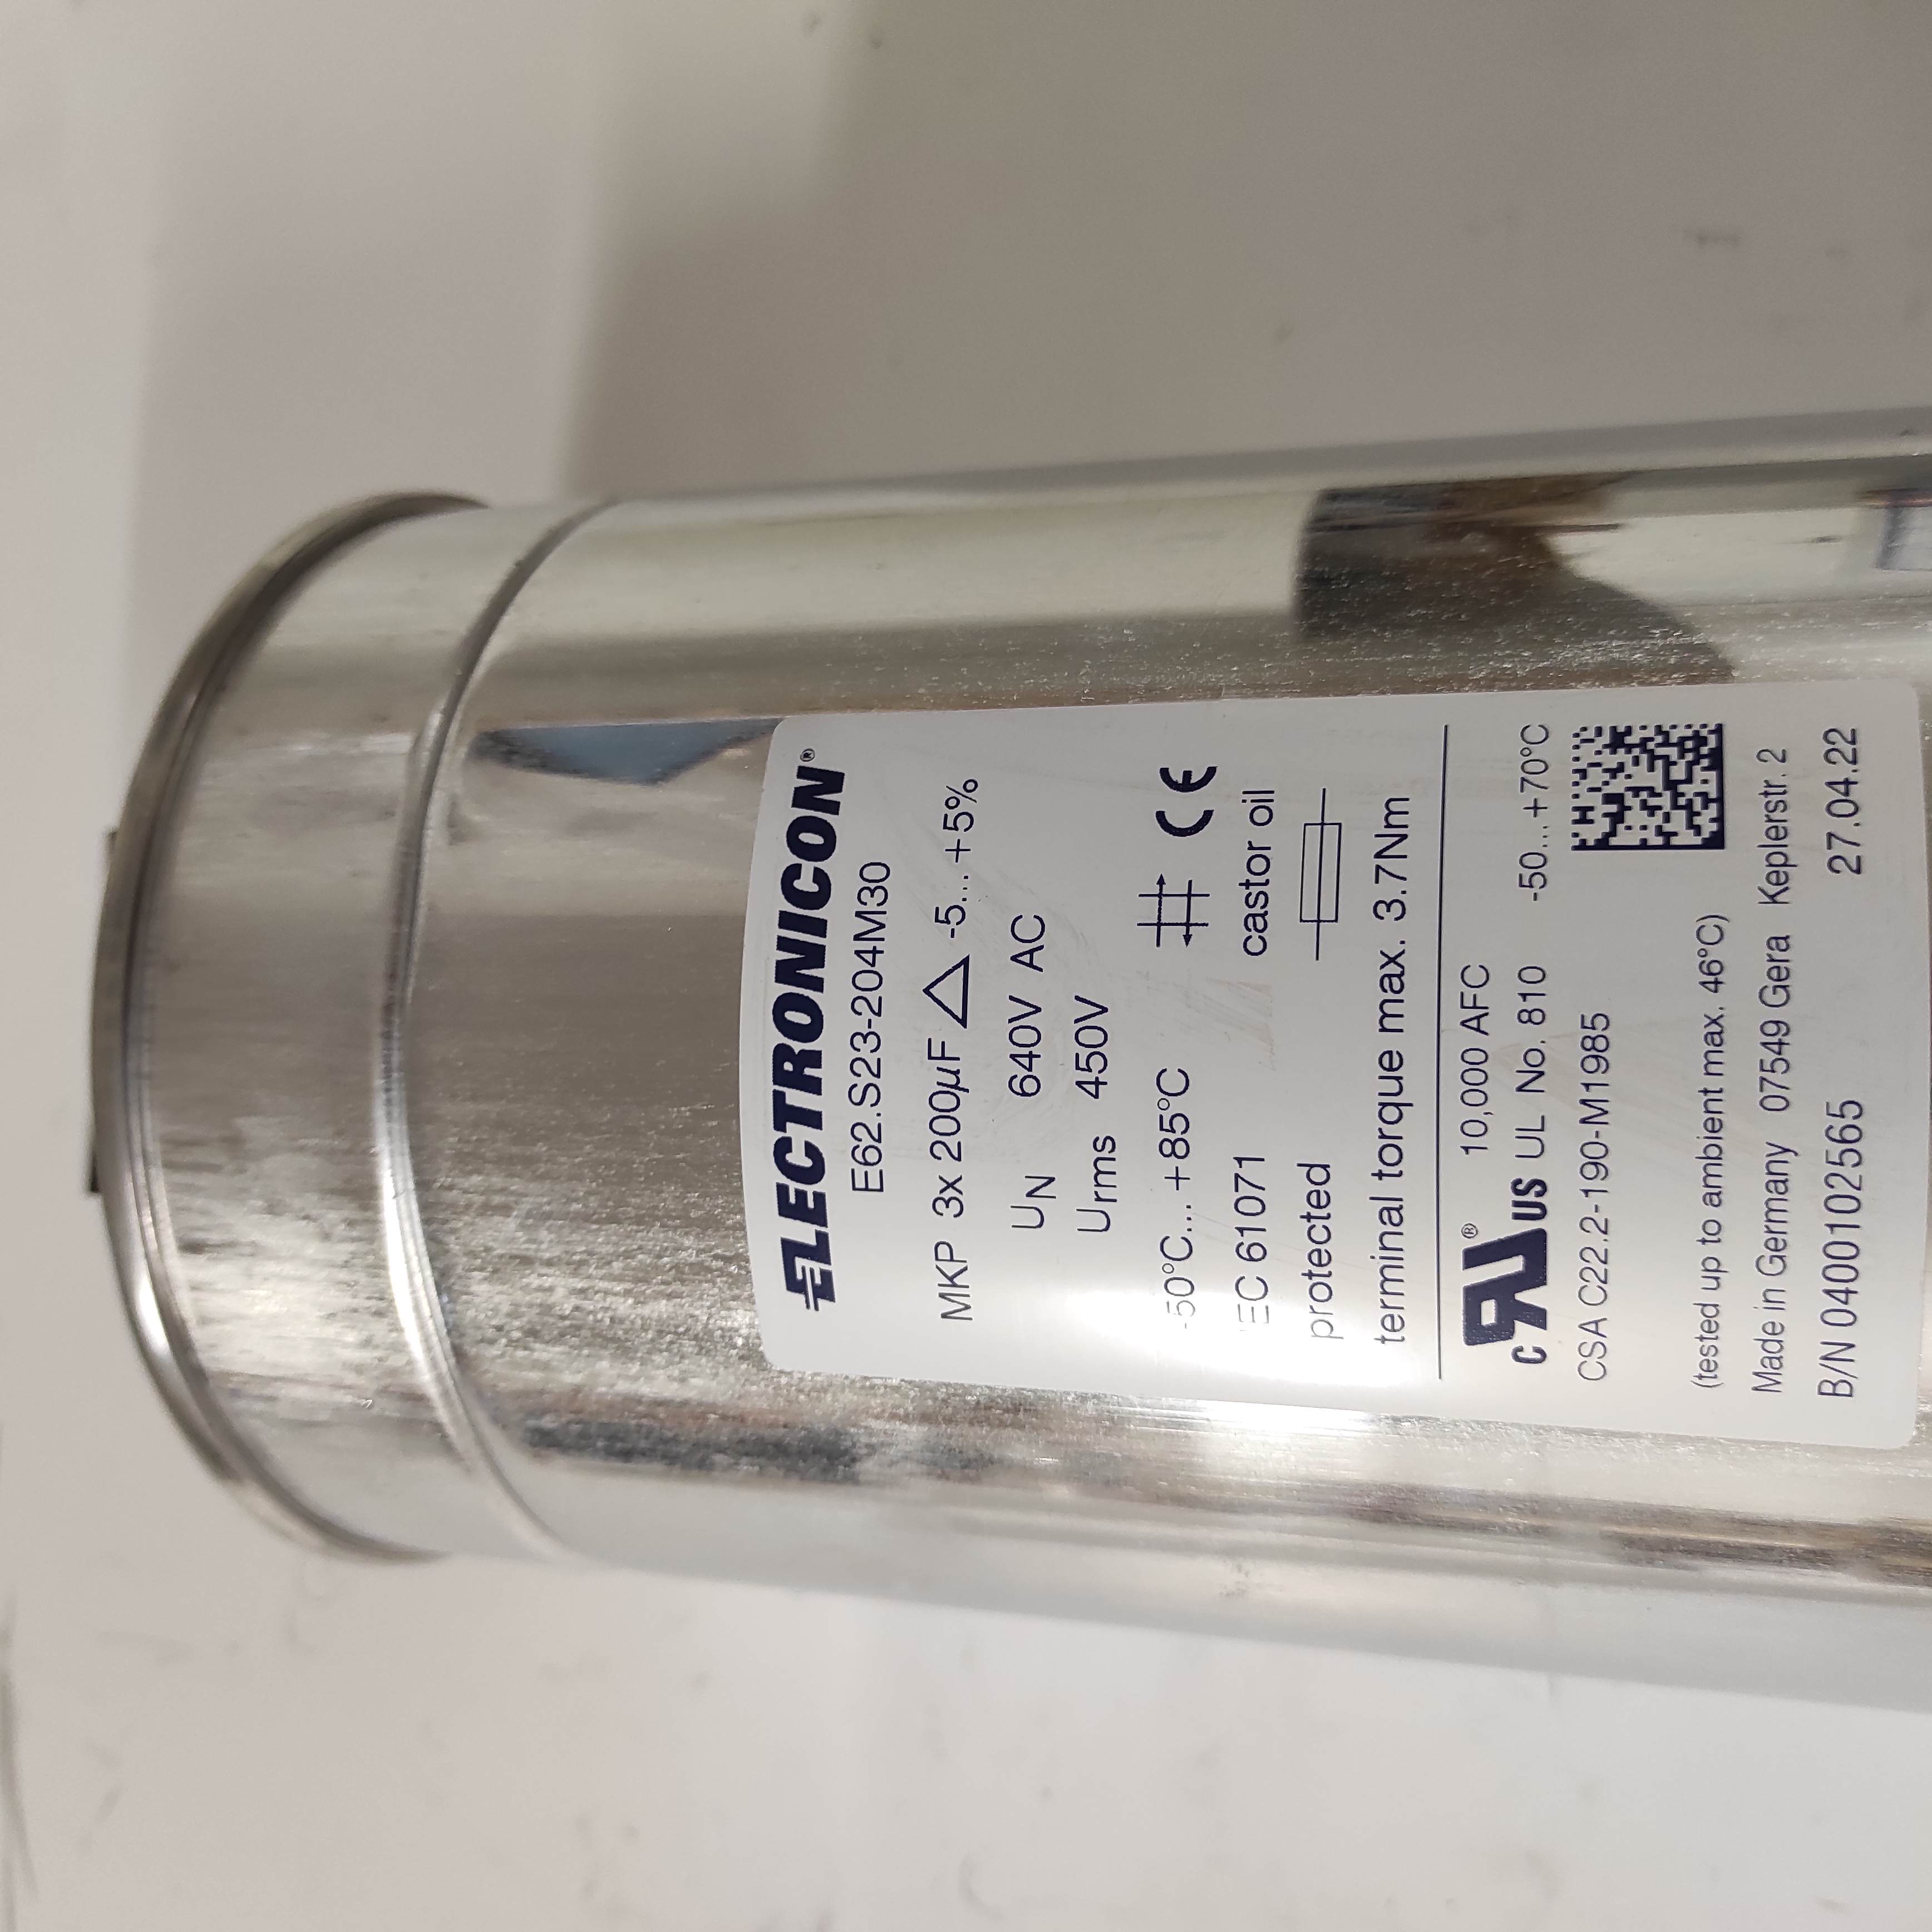 ELECTRONICON®
E62.S23-204M30
MKP 3x 200µF △ -5...+5%
UN 640V AC
Urms 450V
-50°C...+85°C CE
IEC 61071 castor oil
protected
terminal torque max. 3.7Nm
10,000 AFC
c RU® US UL No. 810 -50...+70°C
CSA C22.2-190-M1985
(tested up to ambient max. 46°C)
Made in Germany 07549 Gera Keplerstr. 2
B/N 0400102565 27.04.22